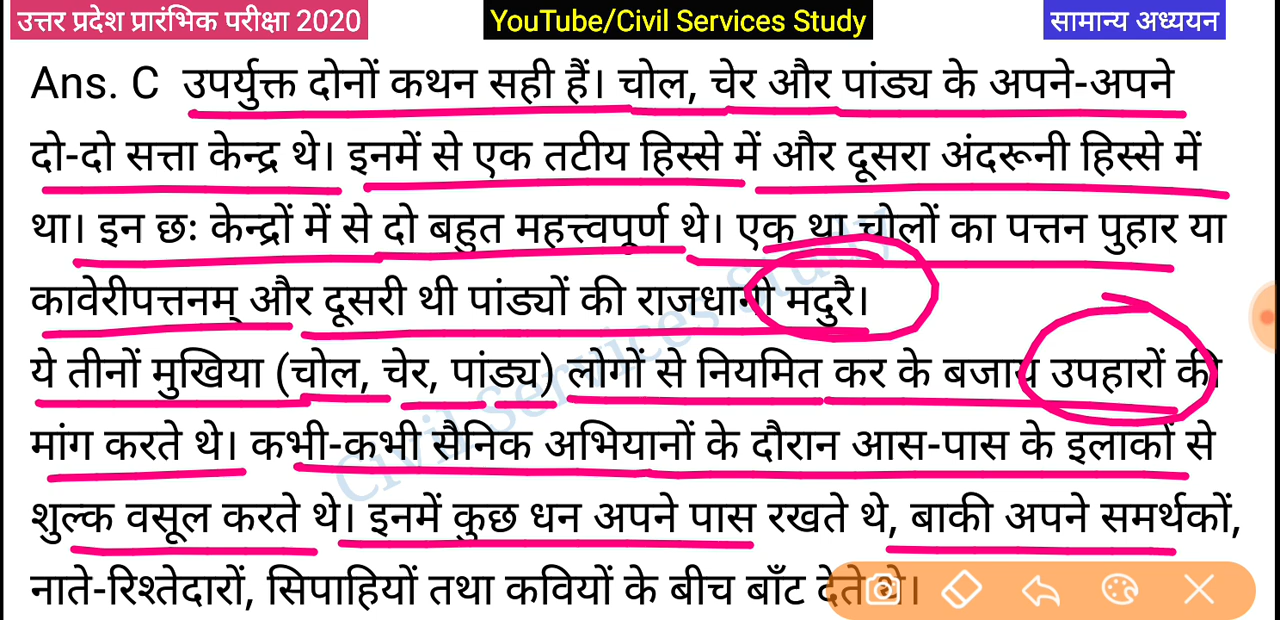 उत्तर प्रदेश प्रारंभिक परीक्षा 2020
YouTube/Civil Services Study
सामान्य अध्ययन
Ans. C उपर्युक्त दोनों कथन सही हैं। चोल, चेर और पांड्य के अपने-अपने
दो-दो सत्ता केन्द्र थे। इनमें से एक तटीय हिस्से में और दूसरा अंदरूनी हिस्से में
था। इन छः केन्द्रों में से दो बहुत महत्त्वपूर्ण थे। एक था चोलों का पत्तन पुहार या
कावेरीपत्तनम् और दूसरी थी पांड्यों की राजधानी मदुरै।
ये तीनों मुखिया (चोल, चेर, पांड्य) लोगों से नियमित कर के बजाय उपहारों की
मांग करते थे। कभी-कभी सैनिक अभियानों के दौरान आस-पास के इलाकों से
शुल्क वसूल करते थे। इनमें कुछ धन अपने पास रखते थे, बाकी अपने समर्थकों,
नाते-रिश्तेदारों, सिपाहियों तथा कवियों के बीच बाँट देते थे।
Civil Services Study